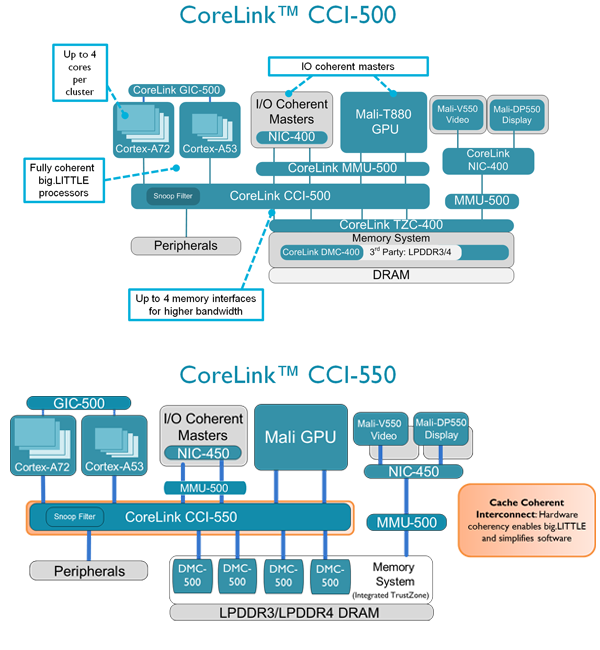 CoreLink™ CCI-500
Up to 4
cores
per
cluster
IO coherent masters
CoreLink GIC-500
Cortex-A72
Cortex-A53
I/O Coherent
Masters
NIC-400
Mali-T880
GPU
Mali-V550
Video
Mali-DP550
Display
Fully coherent
big.LITTLE
processors
CoreLink MMU-500
CoreLink
NIC-400
Snoop Filter
CoreLink CCI-500
MMU-500
Peripherals
CoreLink TZC-400
Memory System
CoreLink DMC-400
3rd Party: LPDDR3/4
DRAM
Up to 4 memory interfaces
for higher bandwidth
CoreLink™ CCI-550
GIC-500
Cortex-A72
Cortex-A53
I/O Coherent
Masters
NIC-450
Mali GPU
Mali-V550
Video
Mali-DP550
Display
MMU-500
NIC-450
Snoop Filter
CoreLink CCI-550
MMU-500
Cache Coherent
Interconnect: Hardware
coherency enables big.LITTLE
and simplifies software
Peripherals
DMC-
500
DMC-
500
DMC-
500
DMC-
500
Memory
System
(Integrated TrustZone)
LPDDR3/LPDDR4 DRAM